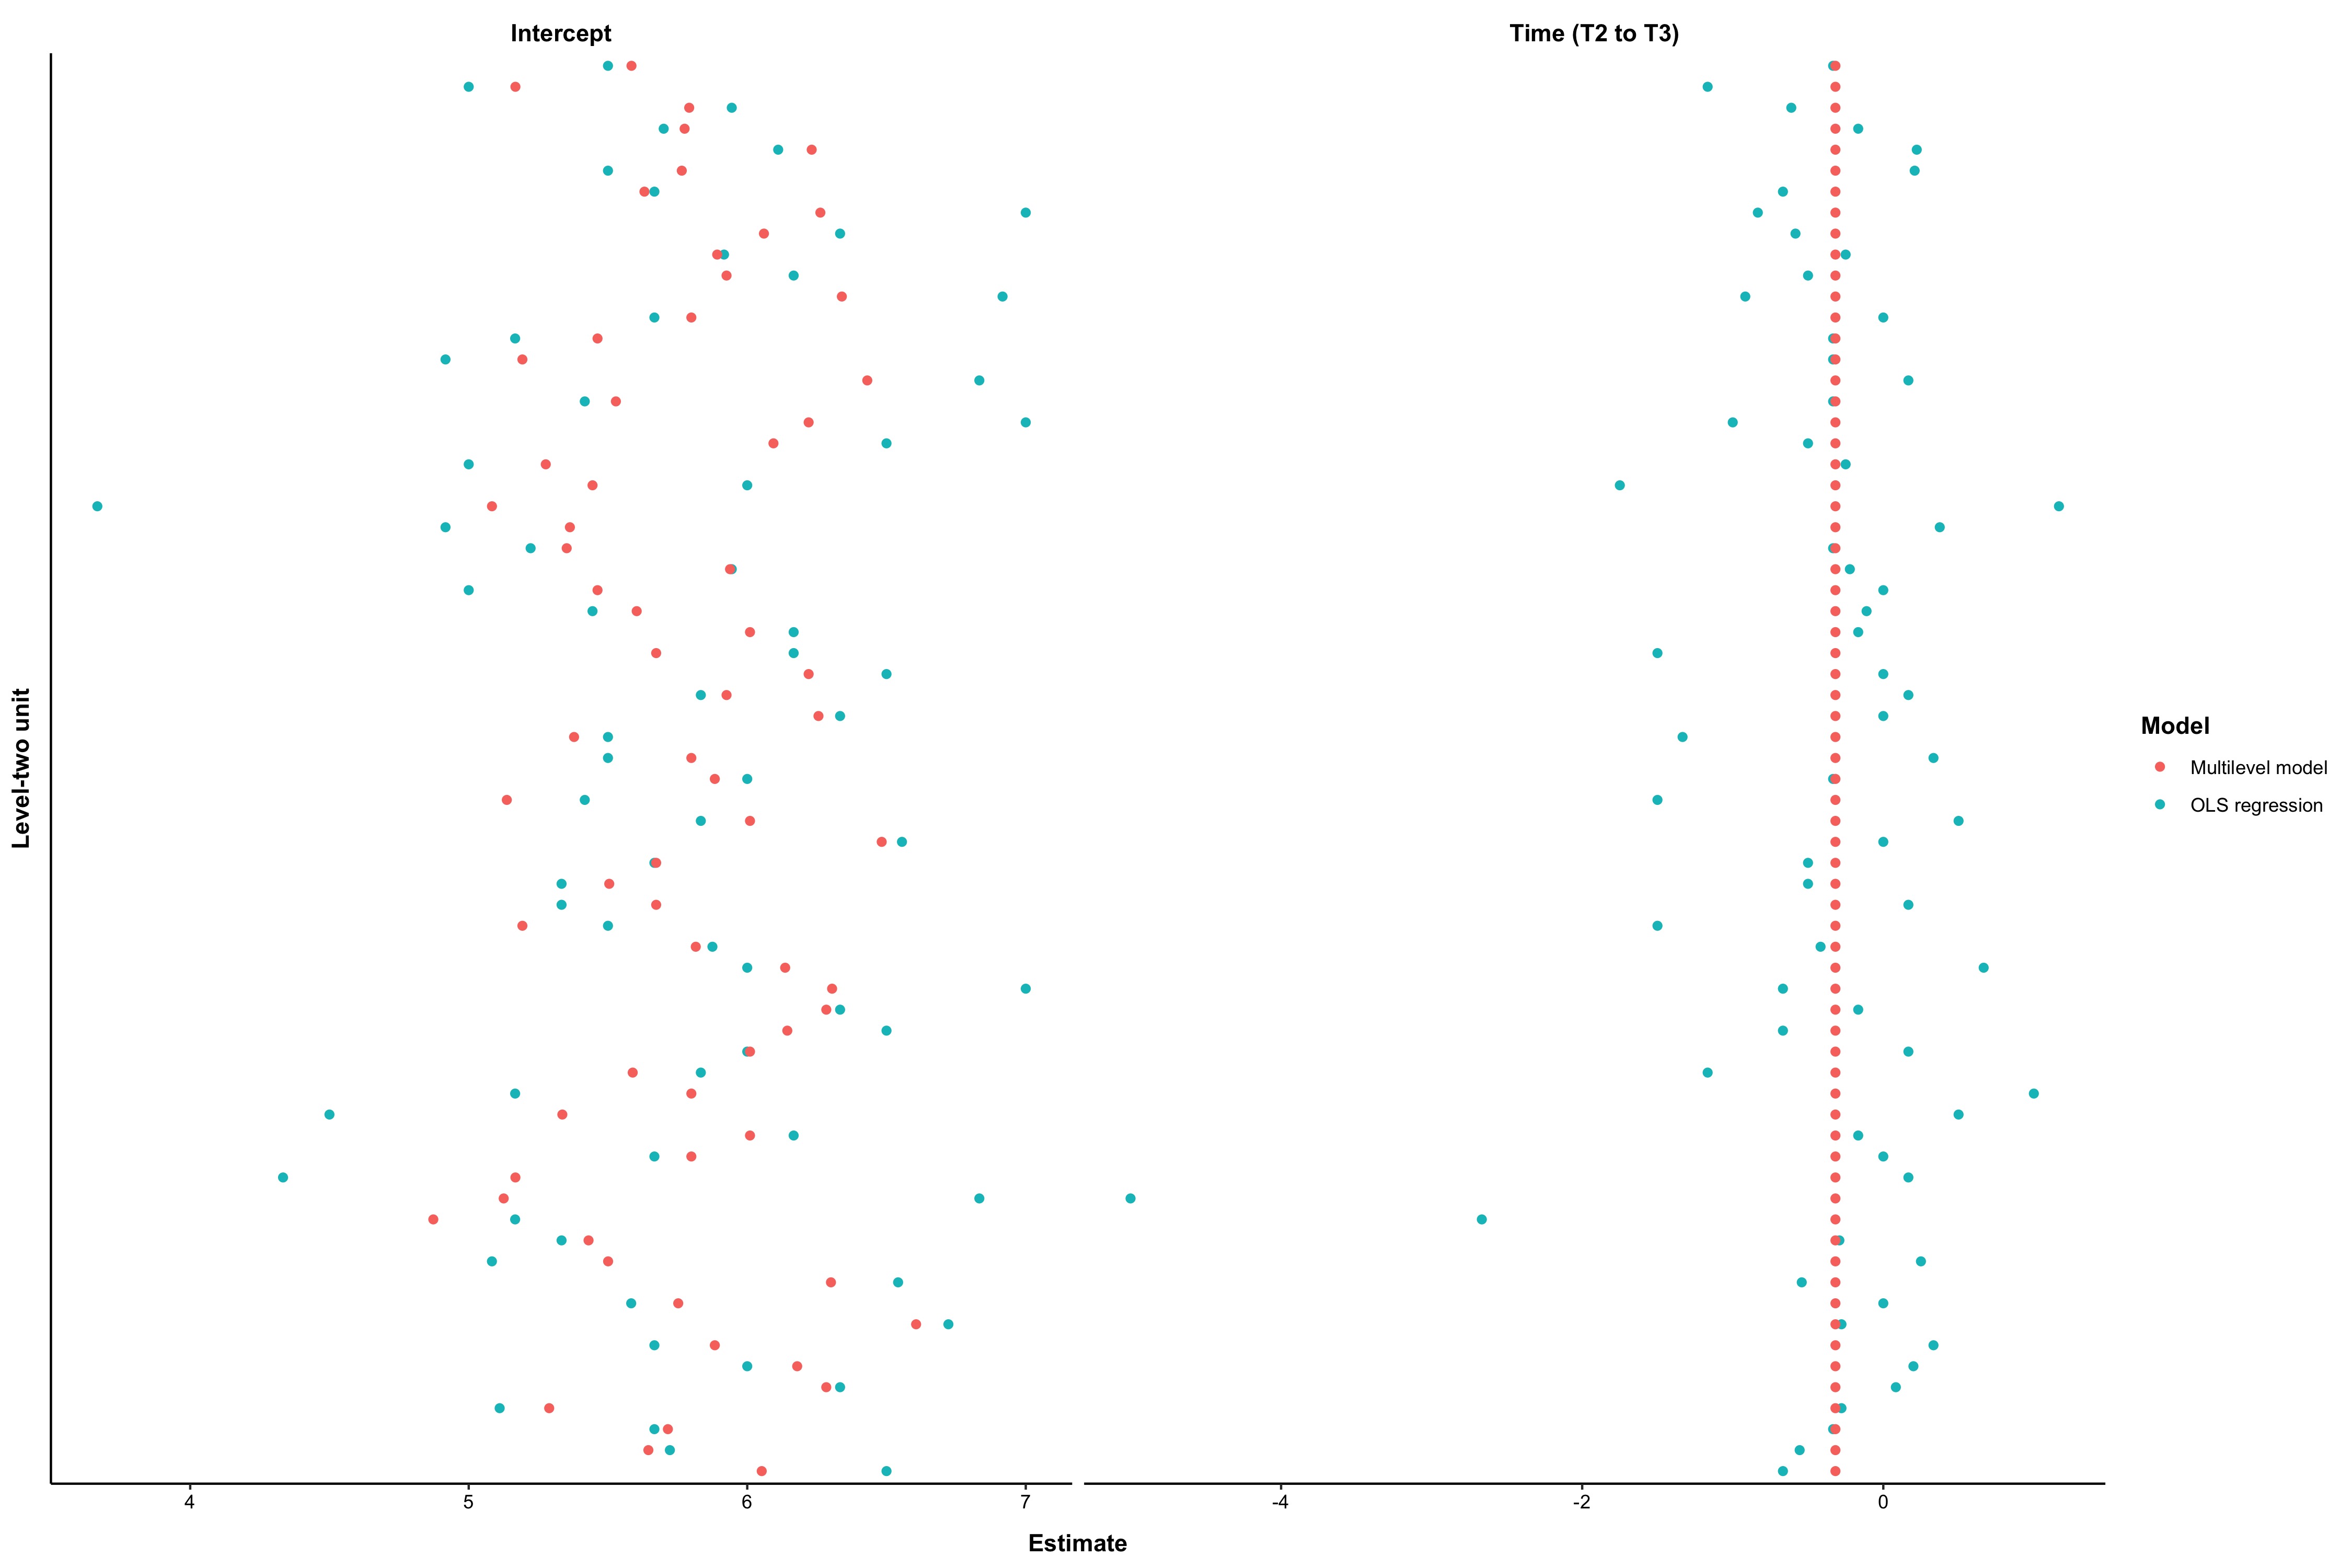 Intercept
Time (T2 to T3)
Level-two unit
Model
Multilevel model
OLS regression
4
5
6
7
-4
-2
0
Estimate